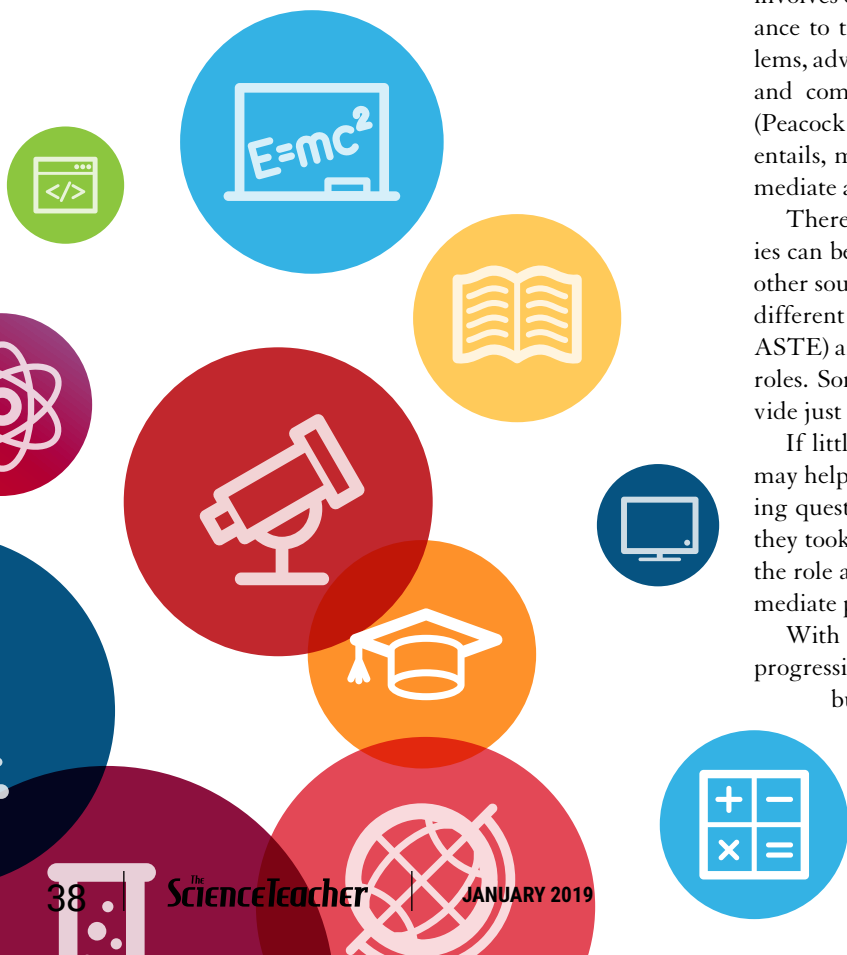 E=mc²
</>
ance to t
lems, adv
and com
(Peacock
entails, m
mediate a
There
ies can be
other sou
different
ASTE) a
roles. Sor
vide just
If littl
may help
ing quest
they took
the role a
mediate p
With
progressi
bu
+ −
× =
38 | The ScienceTeacher | JANUARY 2019